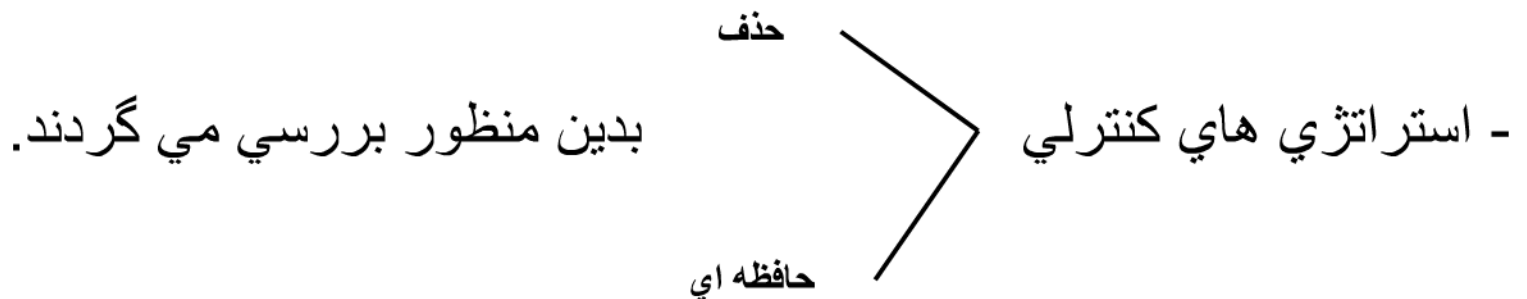 حذف
- استراتژي هاي كنترلي بدين منظور بررسي مي گردند.
حافظه اي